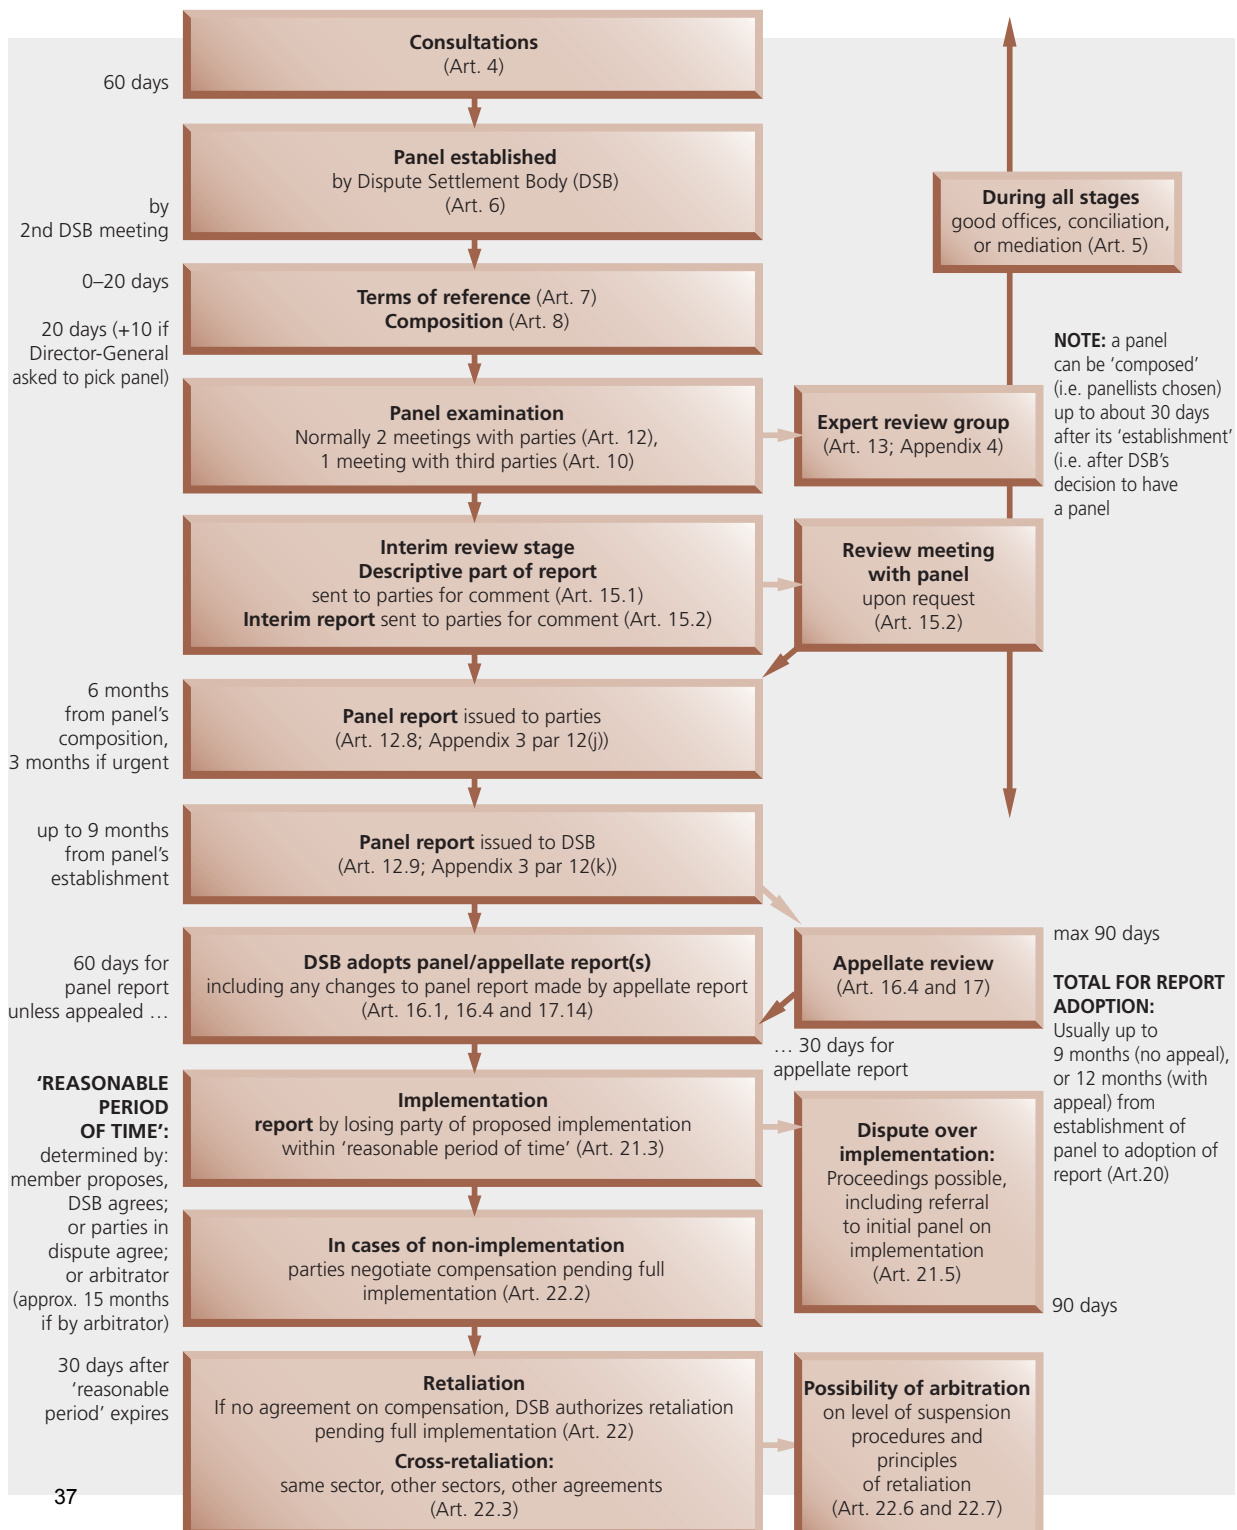 Consultations
(Art. 4)
60 days
Panel established
by Dispute Settlement Body (DSB)
(Art. 6)
by
2nd DSB meeting
During all stages
good offices, conciliation,
or mediation (Art. 5)
0–20 days
Terms of reference (Art. 7)
Composition (Art. 8)
20 days (+10 if
Director-General
asked to pick panel)
NOTE: a panel
can be ‘composed’
(i.e. panellists chosen)
up to about 30 days
after its ‘establishment’
(i.e. after DSB’s
decision to have
a panel
Panel examination
Normally 2 meetings with parties (Art. 12),
1 meeting with third parties (Art. 10)
Expert review group
(Art. 13; Appendix 4)
Interim review stage
Descriptive part of report
sent to parties for comment (Art. 15.1)
Interim report sent to parties for comment (Art. 15.2)
Review meeting
with panel
upon request
(Art. 15.2)
6 months
from panel’s
composition,
3 months if urgent
Panel report issued to parties
(Art. 12.8; Appendix 3 par 12(j))
up to 9 months
from panel’s
establishment
Panel report issued to DSB
(Art. 12.9; Appendix 3 par 12(k))
60 days for
panel report
unless appealed …
DSB adopts panel/appellate report(s)
including any changes to panel report made by appellate report
(Art. 16.1, 16.4 and 17.14)
Appellate review
(Art. 16.4 and 17)
max 90 days
… 30 days for
appellate report
TOTAL FOR REPORT
ADOPTION:
Usually up to
9 months (no appeal),
or 12 months (with
appeal) from
establishment of
panel to adoption of
report (Art.20)
‘REASONABLE
PERIOD
OF TIME’:
determined by:
member proposes,
DSB agrees;
or parties in
dispute agree;
or arbitrator
(approx. 15 months
if by arbitrator)
Implementation
report by losing party of proposed implementation
within ‘reasonable period of time’ (Art. 21.3)
Dispute over
implementation:
Proceedings possible,
including referral
to initial panel on
implementation
(Art. 21.5)
90 days
In cases of non-implementation
parties negotiate compensation pending full
implementation (Art. 22.2)
30 days after
‘reasonable
period’ expires
Retaliation
If no agreement on compensation, DSB authorizes retaliation
pending full implementation (Art. 22)
Cross-retaliation:
same sector, other sectors, other agreements
(Art. 22.3)
Possibility of arbitration
on level of suspension
procedures and
principles
of retaliation
(Art. 22.6 and 22.7)
37